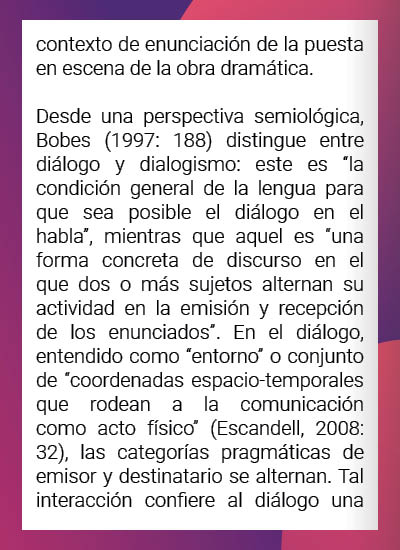 contexto de enunciación de la puesta
en escena de la obra dramática.
Desde una perspectiva semiológica,
Bobes (1997: 188) distingue entre
diálogo y dialogismo: este es “la
condición general de la lengua para
que sea posible el diálogo en el
habla”, mientras que aquel es “una
forma concreta de discurso en el
que dos o más sujetos alternan su
actividad en la emisión y recepción
de los enunciados”. En el diálogo,
entendido como “entorno” o conjunto
de “coordenadas espacio-temporales
que rodean a la comunicación
como acto físico” (Escandell, 2008:
32), las categorías pragmáticas de
emisor y destinatario se alternan. Tal
interacción confiere al diálogo una